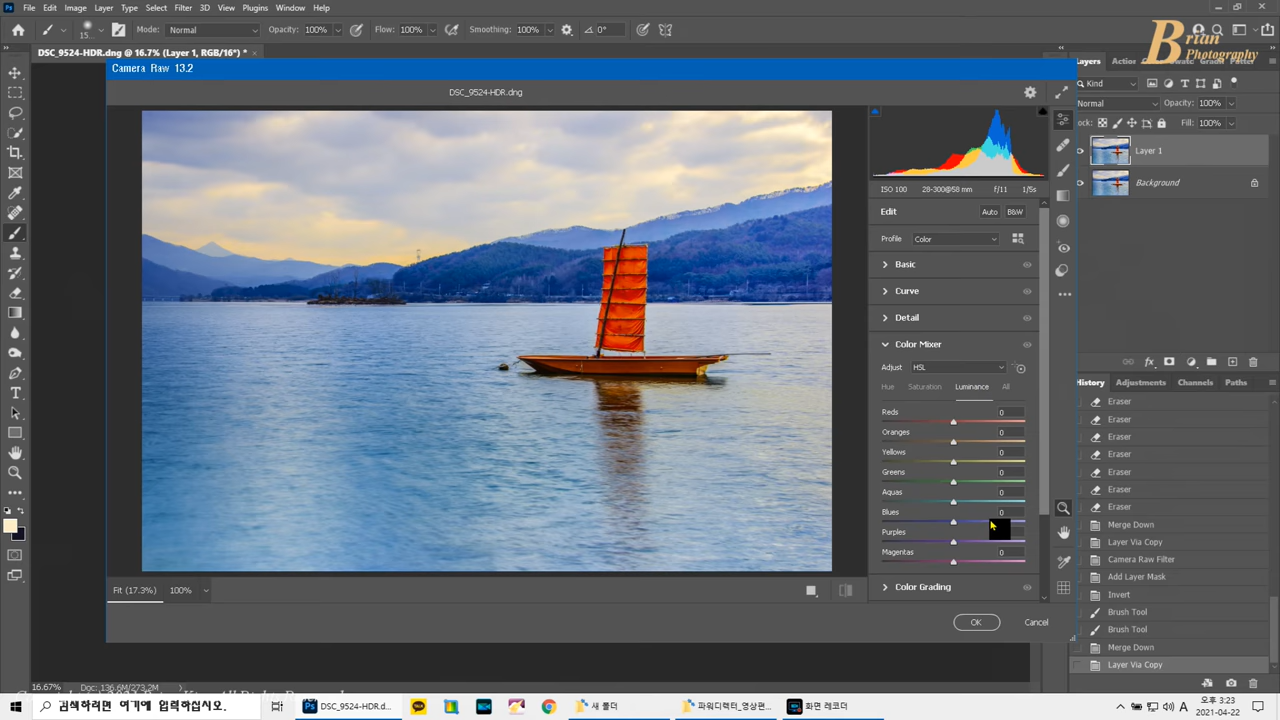 File Edit Image Layer Type Select Filter 3D View Plugins Window Help
Brian Photography
15... Mode: Normal Opacity: 100% Flow: 100% Smoothing: 100% 0°
DSC_9524-HDR.dng @ 16.7% (Layer 1, RGB/16*) *
Camera Raw 13.2
DSC_9524-HDR.dng
ISO 100 28-300@58 mm f/11 1/5s
Edit Auto B&W
Profile Color
Basic
Curve
Detail
Color Mixer
Adjust HSL
Hue Saturation Luminance All
Reds 0
Oranges 0
Yellows 0
Greens 0
Aquas 0
Blues 0
Purples
Magentas 0
Color Grading
Fit (17.3%) 100%
OK Cancel
Layers Action
Kind
Normal Opacity: 100%
ock: Fill: 100%
Layer 1
Background
History Adjustments Channels Paths
Eraser
Eraser
Eraser
Eraser
Eraser
Eraser
Eraser
Merge Down
Layer Via Copy
Camera Raw Filter
Add Layer Mask
Invert
Brush Tool
Brush Tool
Merge Down
Layer Via Copy
16.67% Doc: 136.6M/273.2M
검색하려면 여기에 입력하십시오.
DSC_9524-HDR.d...
새 폴더
파워디렉터_영상편...
화면 레코더
A 오후 3:23
2021-04-22